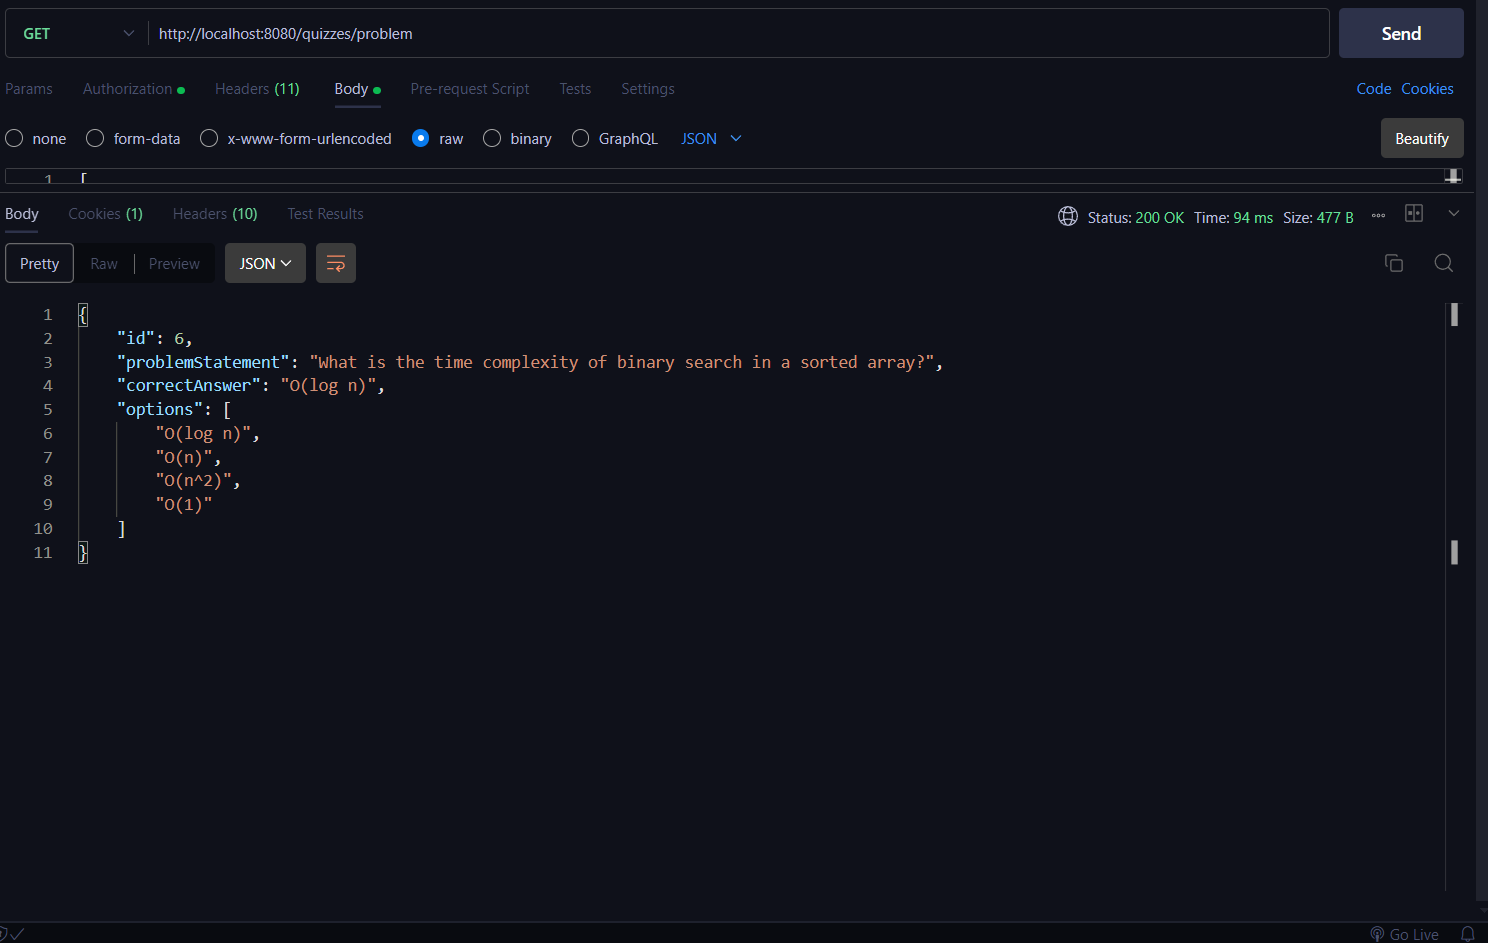 GET http://localhost:8080/quizzes/problem Send
Params Authorization Headers (11) Body Pre-request Script Tests Settings Code Cookies
none form-data x-www-form-urlencoded raw binary GraphQL JSON Beautify
1 [
Body Cookies (1) Headers (10) Test Results Status: 200 OK Time: 94 ms Size: 477 B
Pretty Raw Preview JSON
1 {
2 "id": 6,
3 "problemStatement": "What is the time complexity of binary search in a sorted array?",
4 "correctAnswer": "O(log n)",
5 "options": [
6 "O(log n)",
7 "O(n)",
8 "O(n^2)",
9 "O(1)"
10 ]
11 }
Go Live